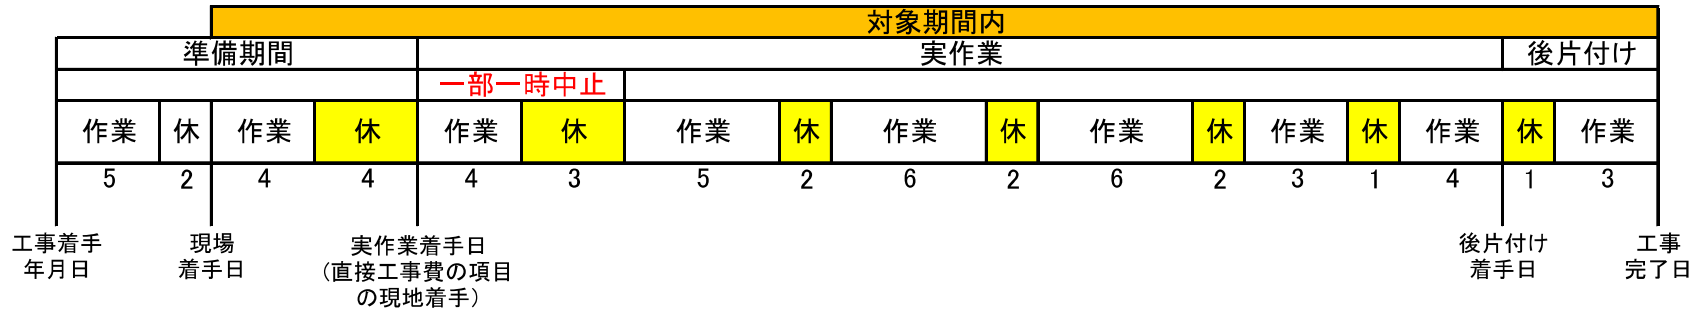 対象期間内
準備期間 実作業 後片付け
一部一時中止
作業 休 作業 休 作業 休 作業 休 作業 休 作業 休 作業 休 作業 休 作業
5 2 4 4 4 3 5 2 6 2 6 2 3 1 4 1 3
工事着手
年月日
現場
着手日
実作業着手日
(直接工事費の項目
の現地着手)
後片付け
着手日
工事
完了日